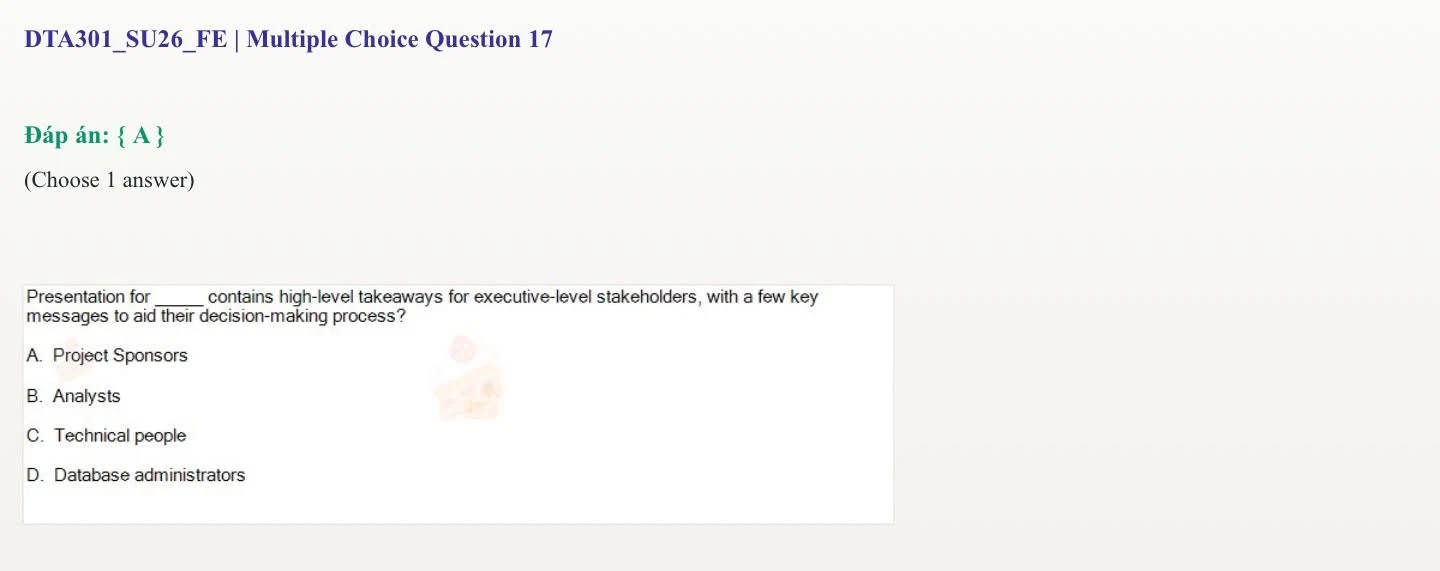 DTA301_SU26_FE | Multiple Choice Question 17
Đáp án: { A }
(Choose 1 answer)
Presentation for _____ contains high-level takeaways for executive-level stakeholders, with a few key
messages to aid their decision-making process?
A. Project Sponsors
B. Analysts
C. Technical people
D. Database administrators